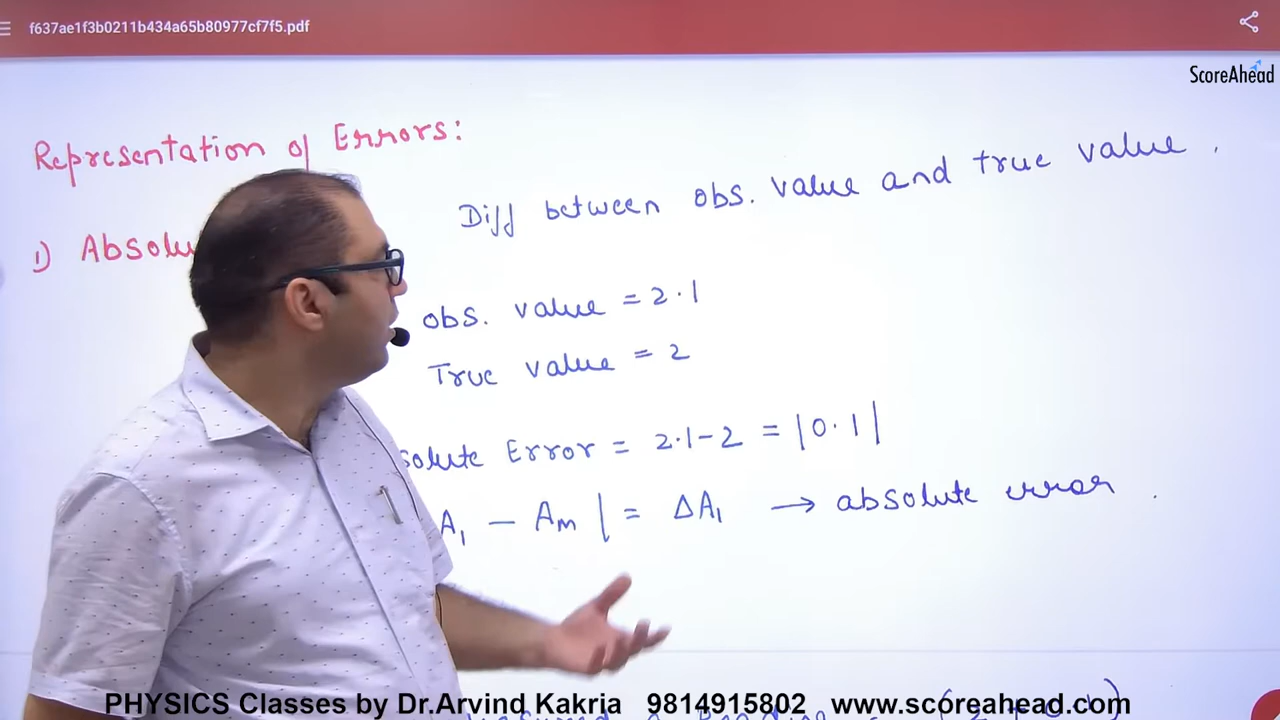 f637ae1f3b0211b434a65b80977cf7f5.pdf
ScoreAhead
Representation of Errors:
1) Absolu
Diff between obs. value and true value.
obs. value = 2.1
True value = 2
solute Error = 2.1-2 = |0.1|
A1 - Am | = ΔA1 → absolute error.
PHYSICS Classes by Dr.Arvind Kakria 9814915802 www.scoreahead.com